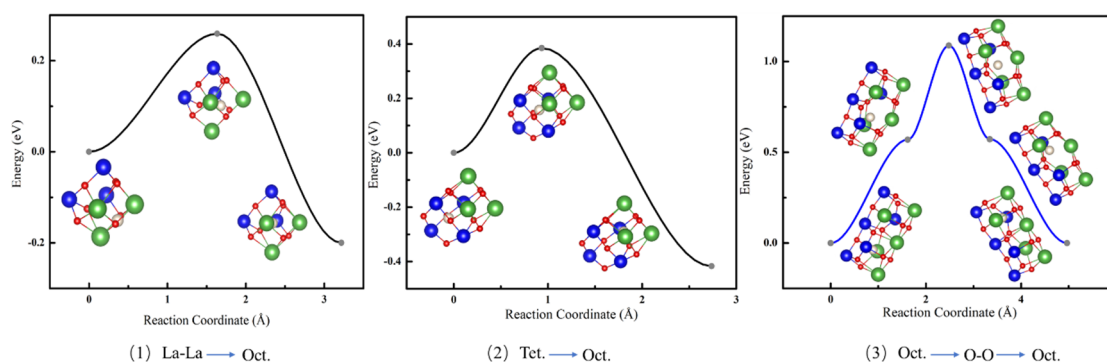 0.2
0.0
-0.2
Energy (eV)
0 1 2 3
Reaction Coordinate (Å)
(1) La-La → Oct.
0.4
0.2
0.0
-0.2
-0.4
Energy (eV)
0 1 2 3
Reaction Coordinate (Å)
(2) Tet. → Oct.
1.0
0.5
0.0
Energy (eV)
0 2 4
Reaction Coordinate (Å)
(3) Oct. → O-O → Oct.